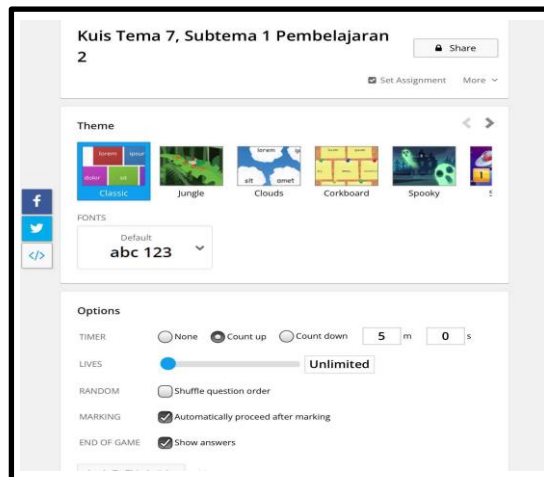 Kuis Tema 7, Subtema 1 Pembelajaran
2
Share
Set Assignment More
Theme
lorem ipsum
dolor sit
lorem
sit amet
Classic Jungle Clouds Corkboard Spooky
FONTS
Default
abc 123
f
</>
Options
TIMER None Count up Count down 5 m 0 s
LIVES Unlimited
RANDOM Shuffle question order
MARKING Automatically proceed after marking
END OF GAME Show answers